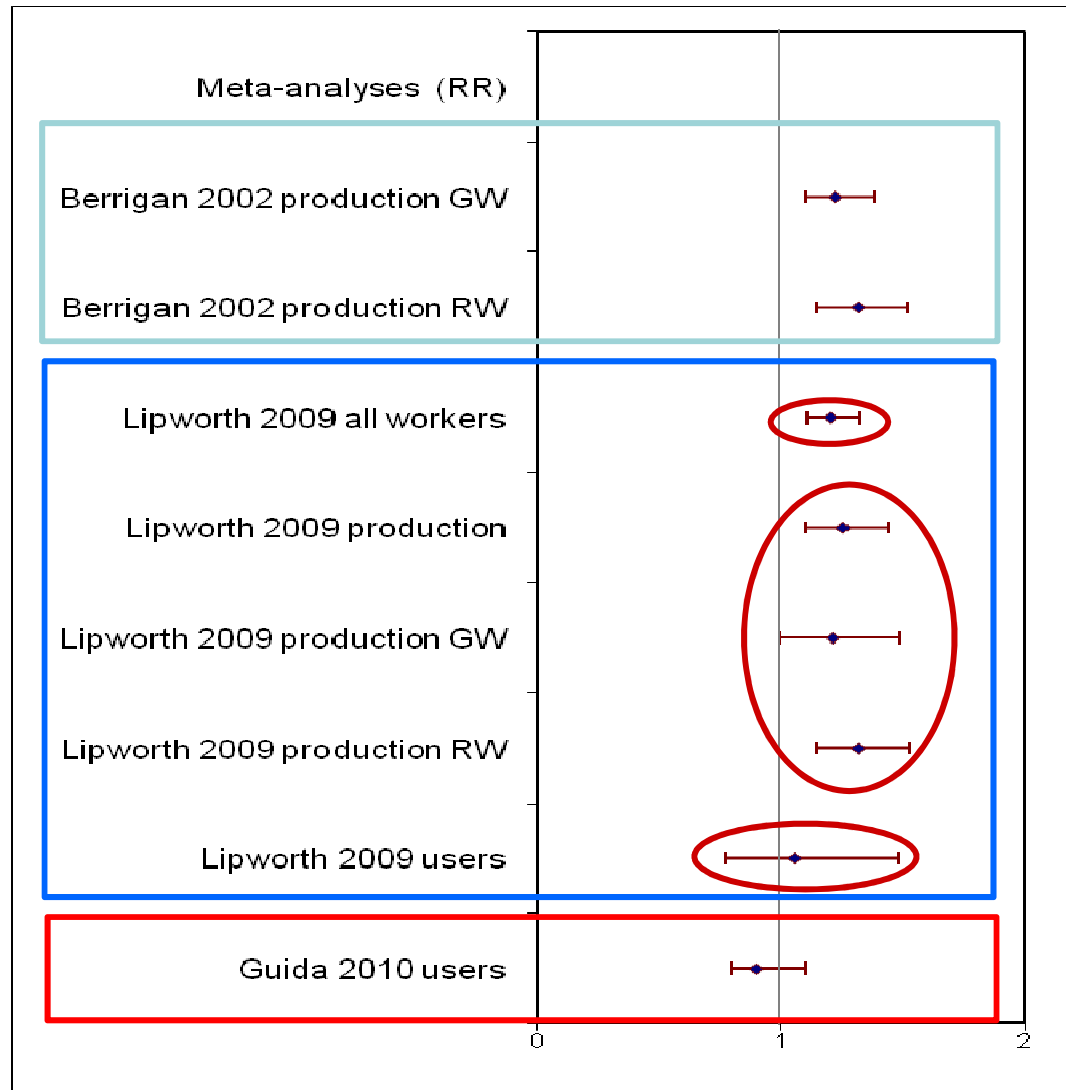 Meta-analyses (RR)
Berrigan 2002 production GW
Berrigan 2002 production RW
Lipworth 2009 all workers
Lipworth 2009 production
Lipworth 2009 production GW
Lipworth 2009 production RW
Lipworth 2009 users
Guida 2010 users
0 1 2